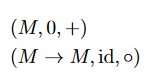 (M, 0, +)
(M → M, id, ∘)